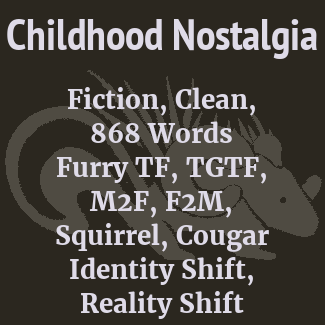 Childhood Nostalgia
Fiction, Clean,
868 Words
Furry TF, TGTF,
M2F, F2M,
Squirrel, Cougar
Identity Shift,
Reality Shift